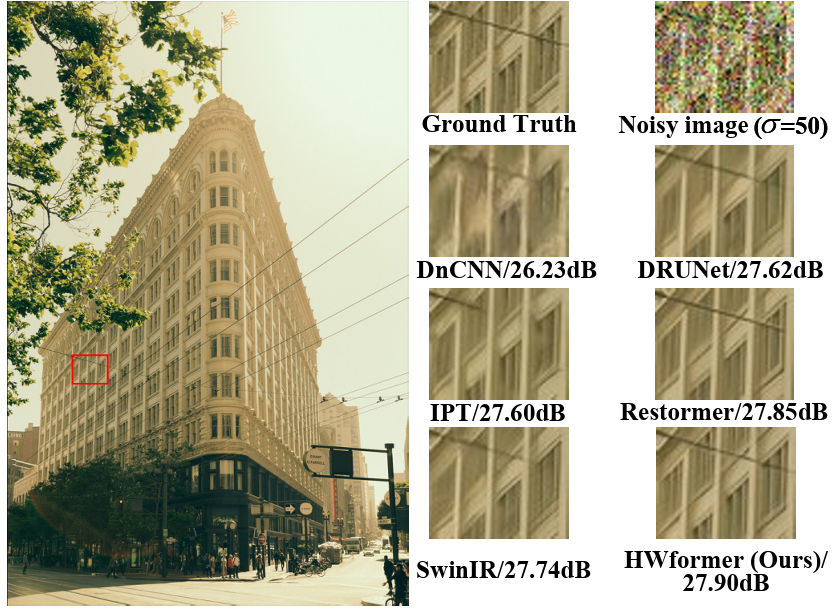 Ground Truth
Noisy image (σ=50)
DnCNN/26.23dB
DRUNet/27.62dB
IPT/27.60dB
Restormer/27.85dB
SwinIR/27.74dB
HWformer (Ours)/
27.90dB